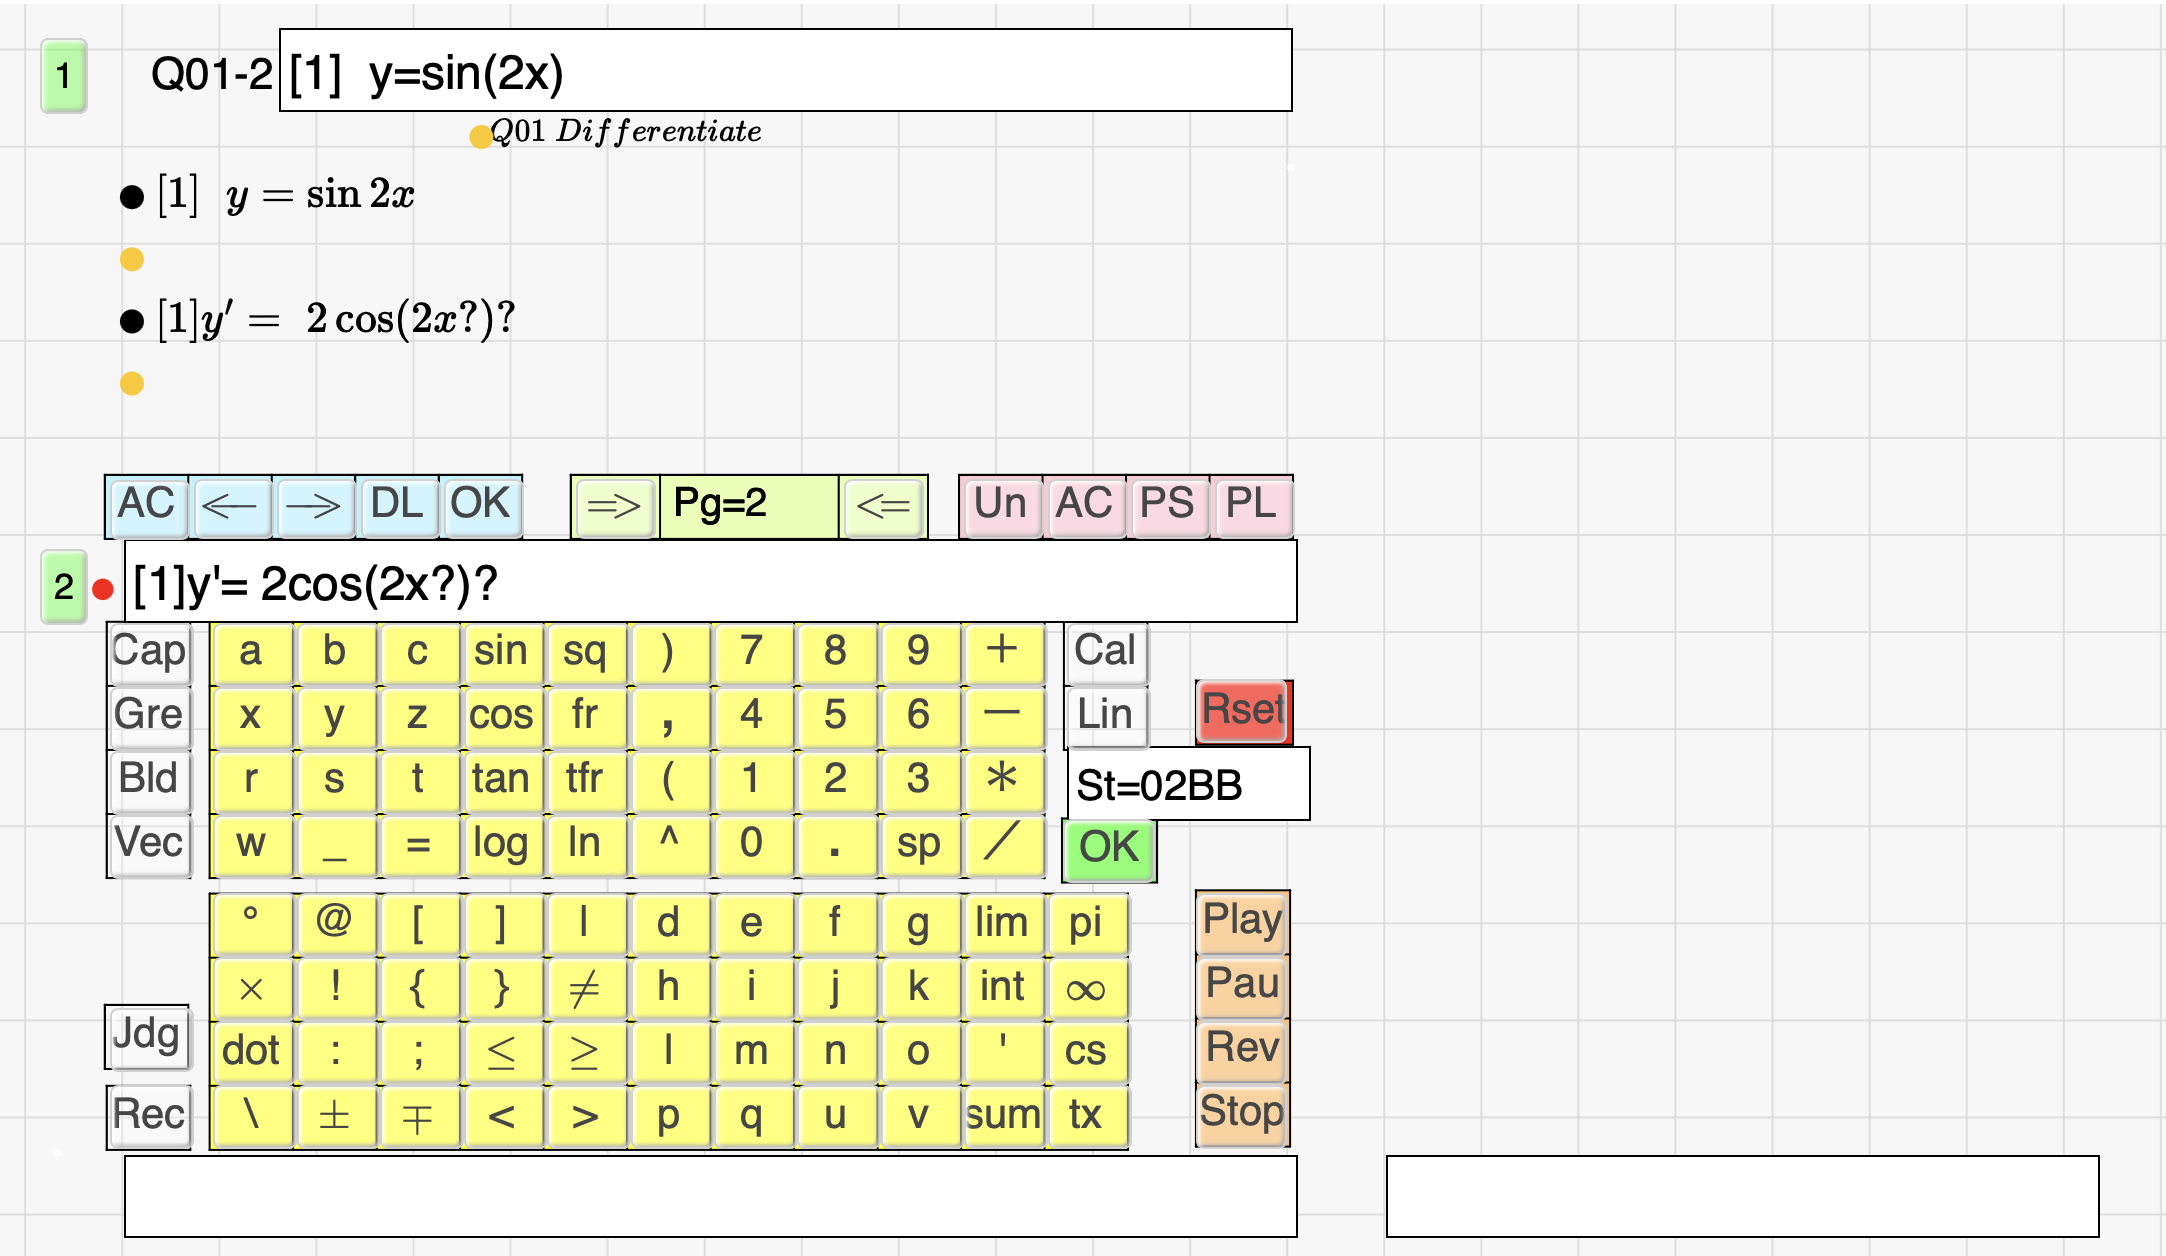 1 Q01-2 [1]  y=sin(2x)
Q01 Differentiate
[1]  y = sin 2x
[1]y′ =  2 cos(2x?)?
AC ← → DL OK => Pg=2 <= Un AC PS PL
2 [1]y'= 2cos(2x?)?
Cap a b c sin sq ) 7 8 9 + Cal
Gre x y z cos fr , 4 5 6 − Lin Rset
Bld r s t tan tfr ( 1 2 3 * St=02BB
Vec w _ = log ln ^ 0 . sp / OK
° @ [ ] | d e f g lim pi Play
× ! { } ≠ h i j k int ∞ Pau
Jdg dot : ; ≤ ≥ l m n o ' cs Rev
Rec \ ± ∓ < > p q u v sum tx Stop